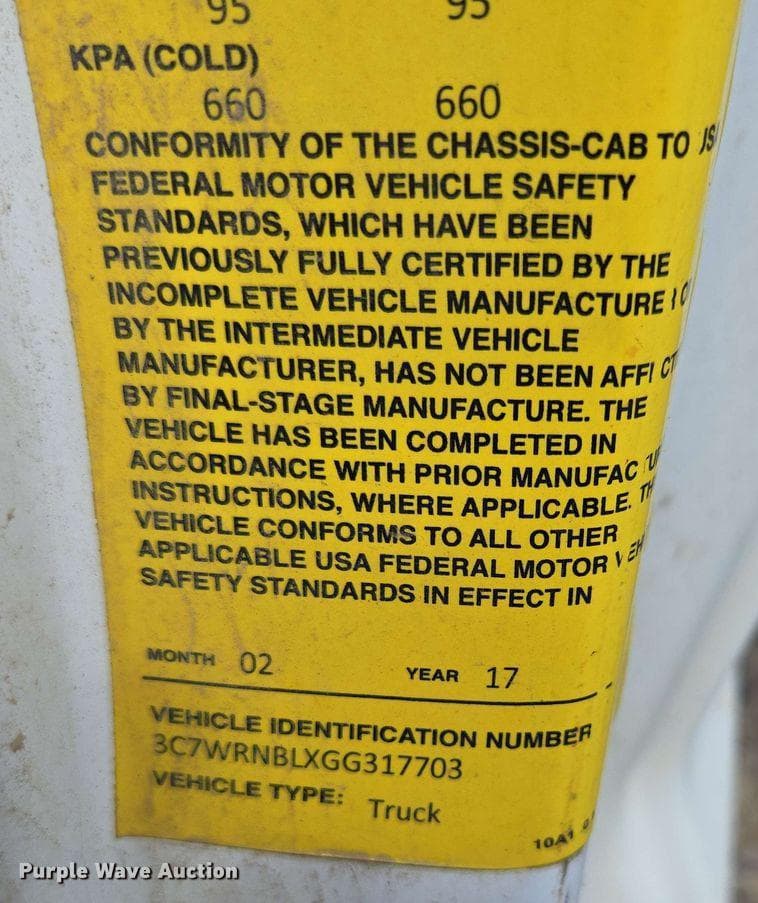 95 95
KPA (COLD)
660 660
CONFORMITY OF THE CHASSIS-CAB TO
FEDERAL MOTOR VEHICLE SAFETY
STANDARDS, WHICH HAVE BEEN
PREVIOUSLY FULLY CERTIFIED BY THE
INCOMPLETE VEHICLE MANUFACTURE
BY THE INTERMEDIATE VEHICLE
MANUFACTURER, HAS NOT BEEN
BY FINAL-STAGE MANUFACTURE. THE
VEHICLE HAS BEEN COMPLETED IN
ACCORDANCE WITH PRIOR
INSTRUCTIONS, WHERE APPLICABLE.
VEHICLE CONFORMS TO ALL OTHER
APPLICABLE USA FEDERAL MOTOR
SAFETY STANDARDS IN EFFECT IN
MONTH 02 YEAR 17
VEHICLE IDENTIFICATION NUMBER
3C7WRNBLXGG317703
VEHICLE TYPE: Truck
10A1
Purple Wave Auction